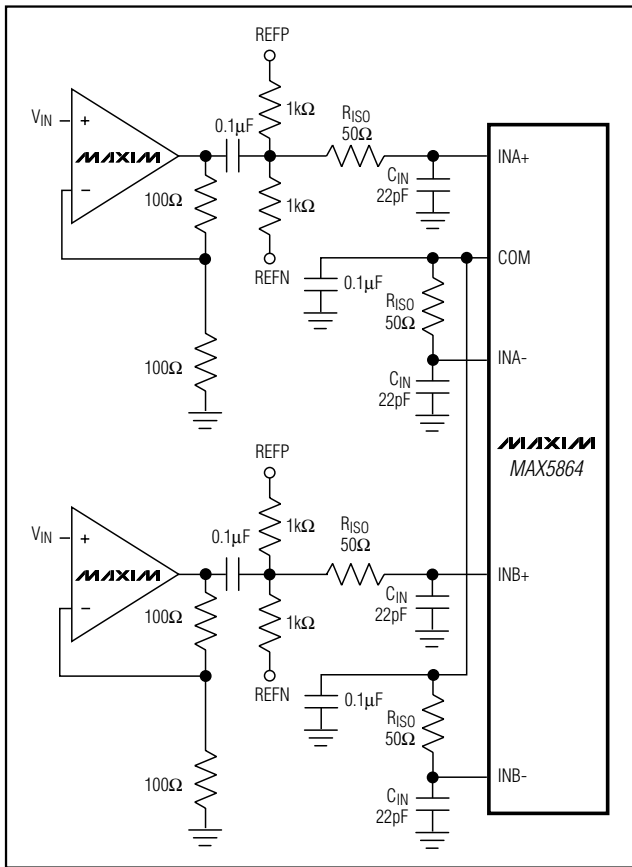 REFP
V_IN
+
MAXIM
−
0.1µF
1kΩ
1kΩ
REFN
100Ω
100Ω
R_ISO
50Ω
C_IN
22pF
INA+
COM
0.1µF
R_ISO
50Ω
INA-
C_IN
22pF
MAXIM
MAX5864
REFP
V_IN
+
MAXIM
−
0.1µF
1kΩ
1kΩ
REFN
100Ω
100Ω
R_ISO
50Ω
C_IN
22pF
INB+
0.1µF
R_ISO
50Ω
INB-
C_IN
22pF